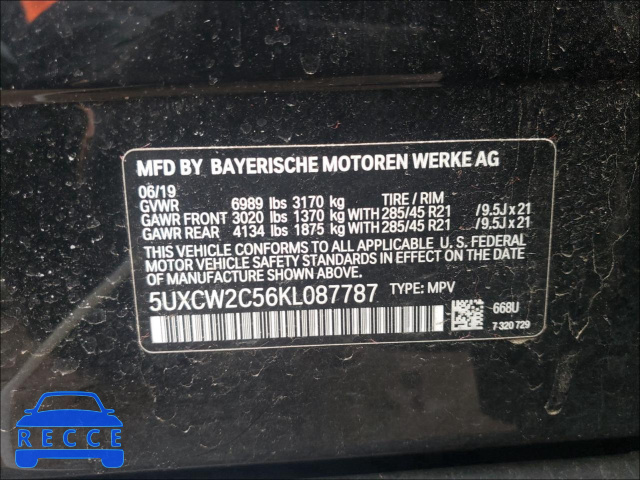 MFD BY BAYERISCHE MOTOREN WERKE AG
06/19
GVWR 6989 lbs 3170 kg TIRE / RIM
GAWR FRONT 3020 lbs 1370 kg WITH 285/45 R21 /9.5J x 21
GAWR REAR 4134 lbs 1875 kg WITH 285/45 R21 /9.5J x 21
THIS VEHICLE CONFORMS TO ALL APPLICABLE U. S. FEDERAL
MOTOR VEHICLE SAFETY STANDARDS IN EFFECT ON THE DATE
OF MANUFACTURE SHOWN ABOVE.
5UXCW2C56KL087787 TYPE: MPV
668U
7 320 729
RECCE